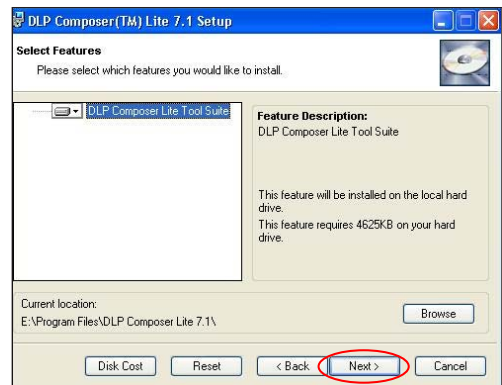 DLP Composer(TM) Lite 7.1 Setup
Select Features
Please select which features you would like to install.
DLP Composer Lite Tool Suite
Feature Description:
DLP Composer Lite Tool Suite
This feature will be installed on the local hard
drive.
This feature requires 4625KB on your hard
drive.
Current location:
E:\Program Files\DLP Composer Lite 7.1\
Browse
Disk Cost
Reset
< Back
Next >
Cancel